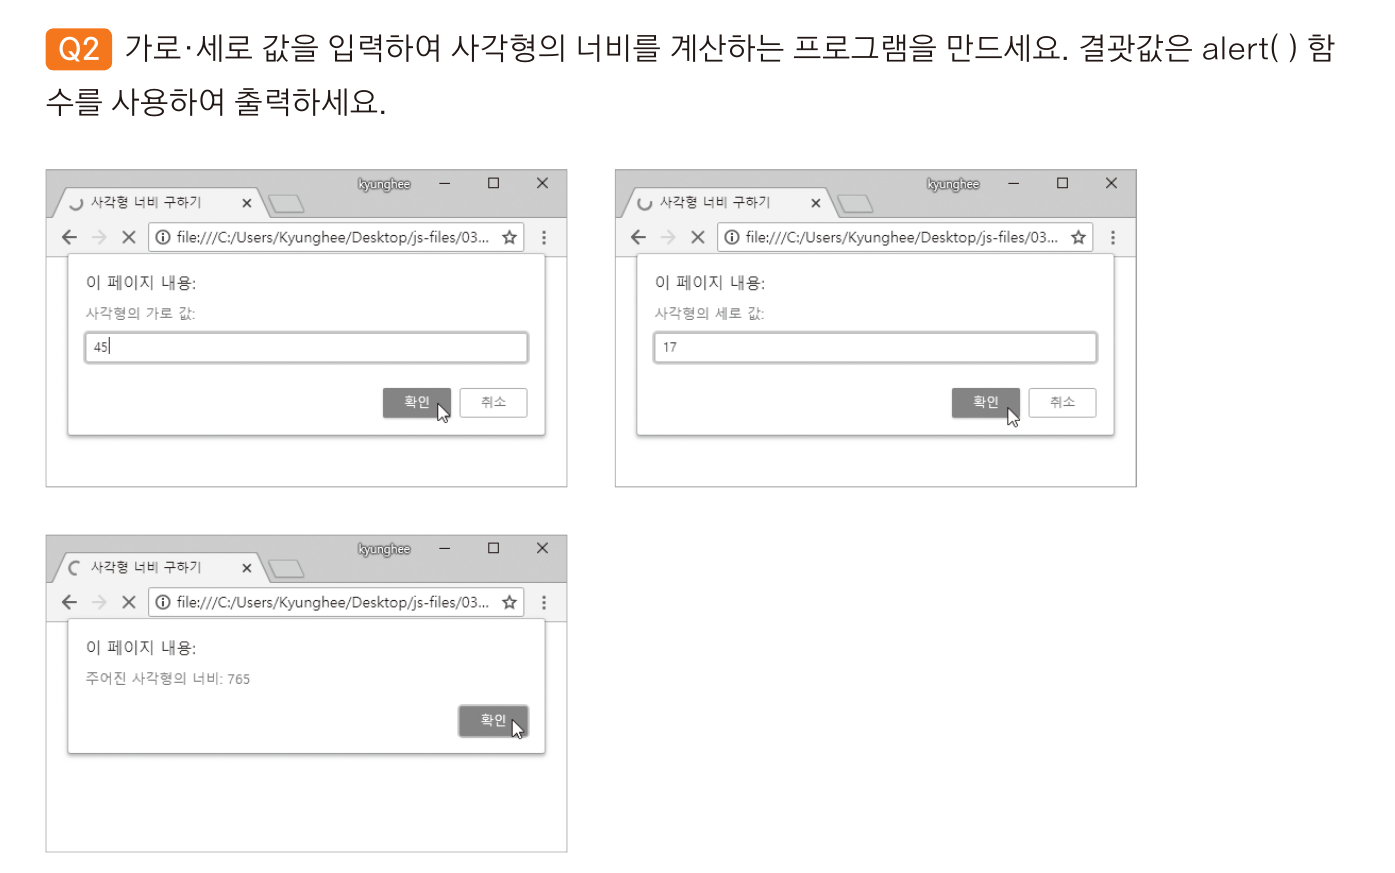 Q2 가로·세로 값을 입력하여 사각형의 너비를 계산하는 프로그램을 만드세요. 결괏값은 alert( ) 함
수를 사용하여 출력하세요.
kyunghee
사각형 너비 구하기
file:///C:/Users/Kyunghee/Desktop/js-files/03...
이 페이지 내용:
사각형의 가로 값:
45
확인 취소
kyunghee
사각형 너비 구하기
file:///C:/Users/Kyunghee/Desktop/js-files/03...
이 페이지 내용:
사각형의 세로 값:
17
확인 취소
kyunghee
사각형 너비 구하기
file:///C:/Users/Kyunghee/Desktop/js-files/03...
이 페이지 내용:
주어진 사각형의 너비: 765
확인